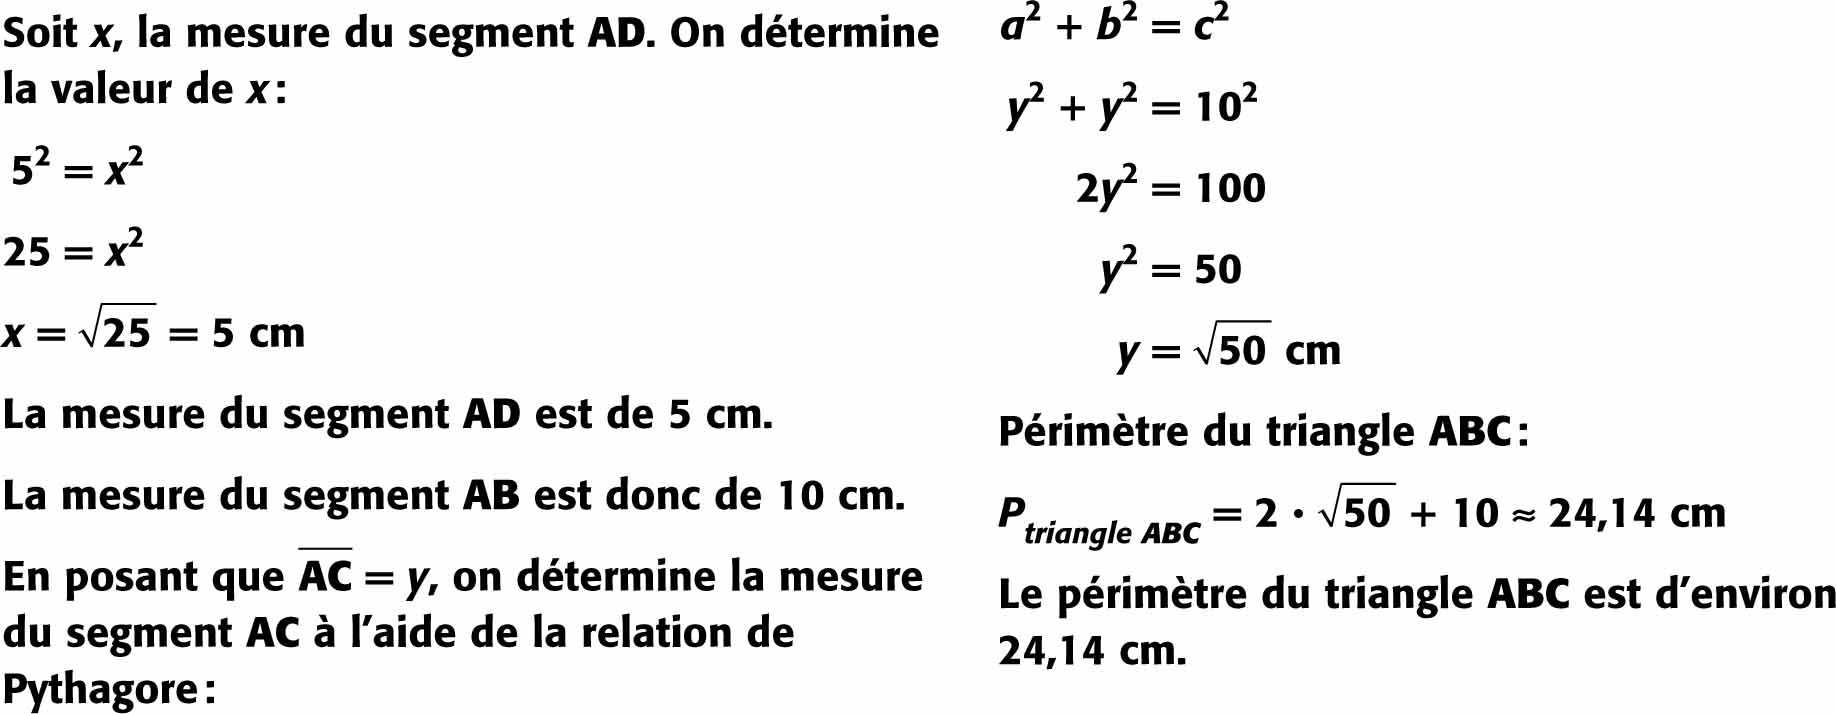 Soit x, la mesure du segment AD. On détermine
la valeur de x :
5² = x²
25 = x²
x = √25 = 5 cm
La mesure du segment AD est de 5 cm.
La mesure du segment AB est donc de 10 cm.
En posant que A̅C̅ = y, on détermine la mesure
du segment AC à l’aide de la relation de
Pythagore :
a² + b² = c²
y² + y² = 10²
2y² = 100
y² = 50
y = √50 cm
Périmètre du triangle ABC :
P triangle ABC = 2 • √50 + 10 ≈ 24,14 cm
Le périmètre du triangle ABC est d’environ
24,14 cm.